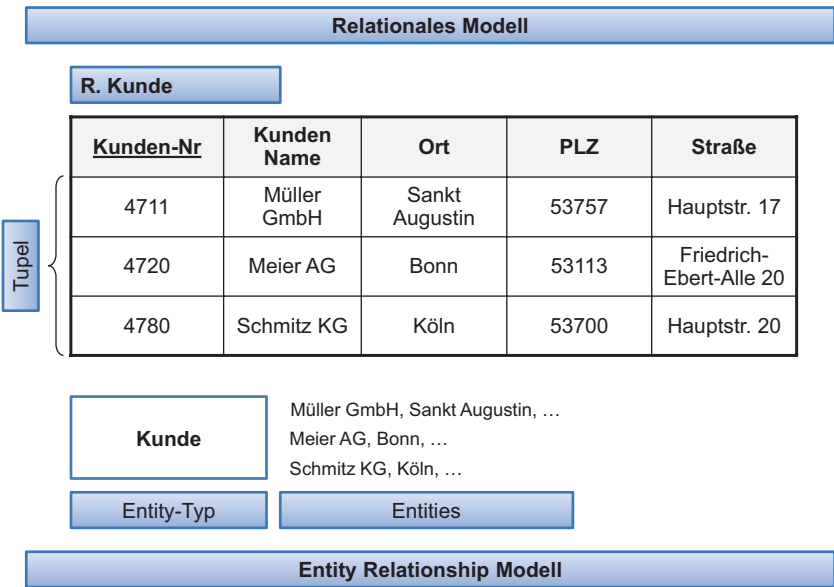 Relationales Modell
R. Kunde
Kunden-Nr
Kunden
Name
Ort
PLZ
Straße
Tupel
4711
Müller
GmbH
Sankt
Augustin
53757
Hauptstr. 17
4720
Meier AG
Bonn
53113
Friedrich-
Ebert-Alle 20
4780
Schmitz KG
Köln
53700
Hauptstr. 20
Kunde
Müller GmbH, Sankt Augustin, …
Meier AG, Bonn, …
Schmitz KG, Köln, …
Entity-Typ
Entities
Entity Relationship Modell